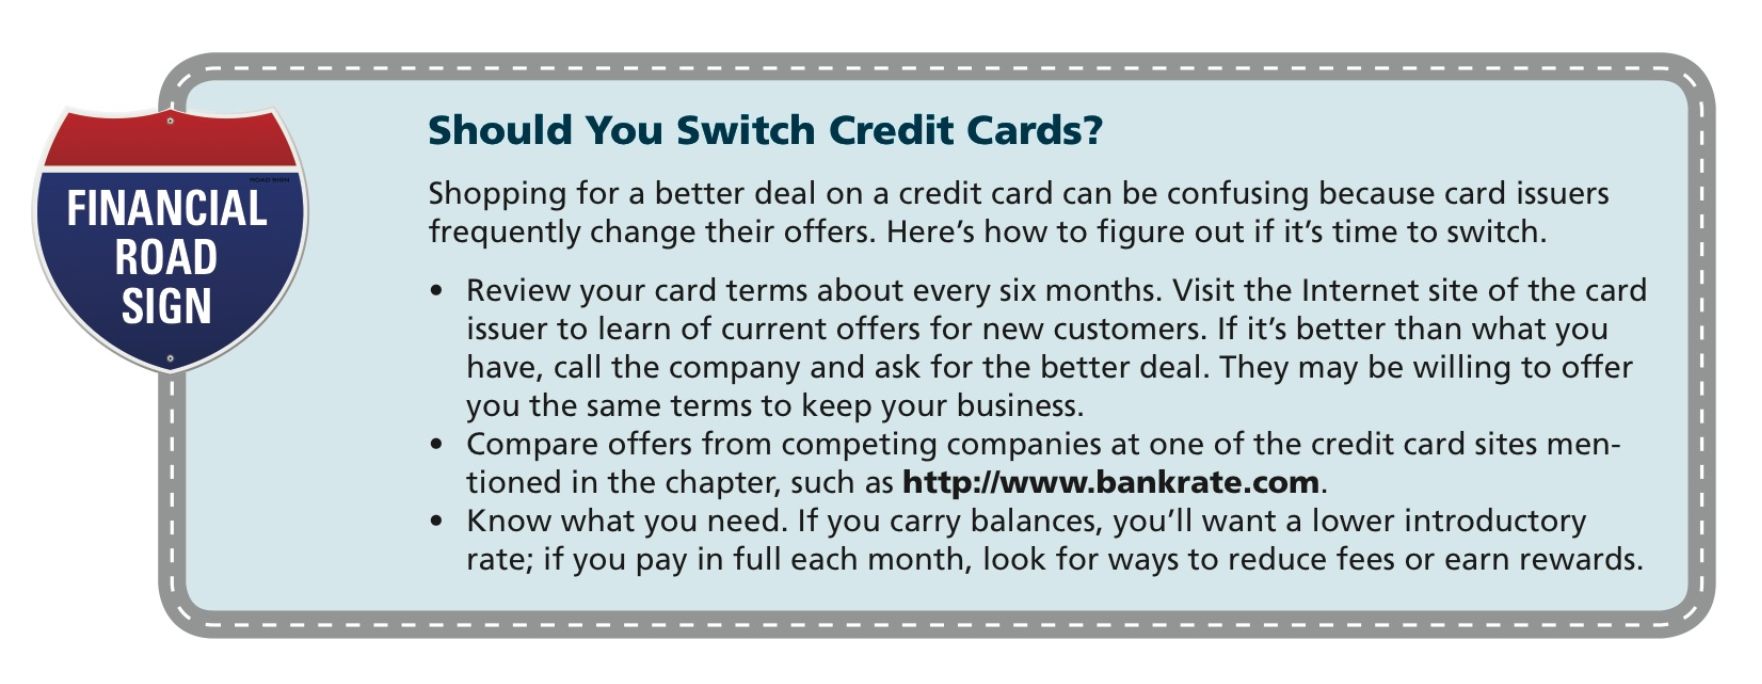 FINANCIAL
ROAD
SIGN
Should You Switch Credit Cards?
Shopping for a better deal on a credit card can be confusing because card issuers
frequently change their offers. Here’s how to figure out if it’s time to switch.
• Review your card terms about every six months. Visit the Internet site of the card
issuer to learn of current offers for new customers. If it’s better than what you
have, call the company and ask for the better deal. They may be willing to offer
you the same terms to keep your business.
• Compare offers from competing companies at one of the credit card sites men-
tioned in the chapter, such as http://www.bankrate.com.
• Know what you need. If you carry balances, you’ll want a lower introductory
rate; if you pay in full each month, look for ways to reduce fees or earn rewards.